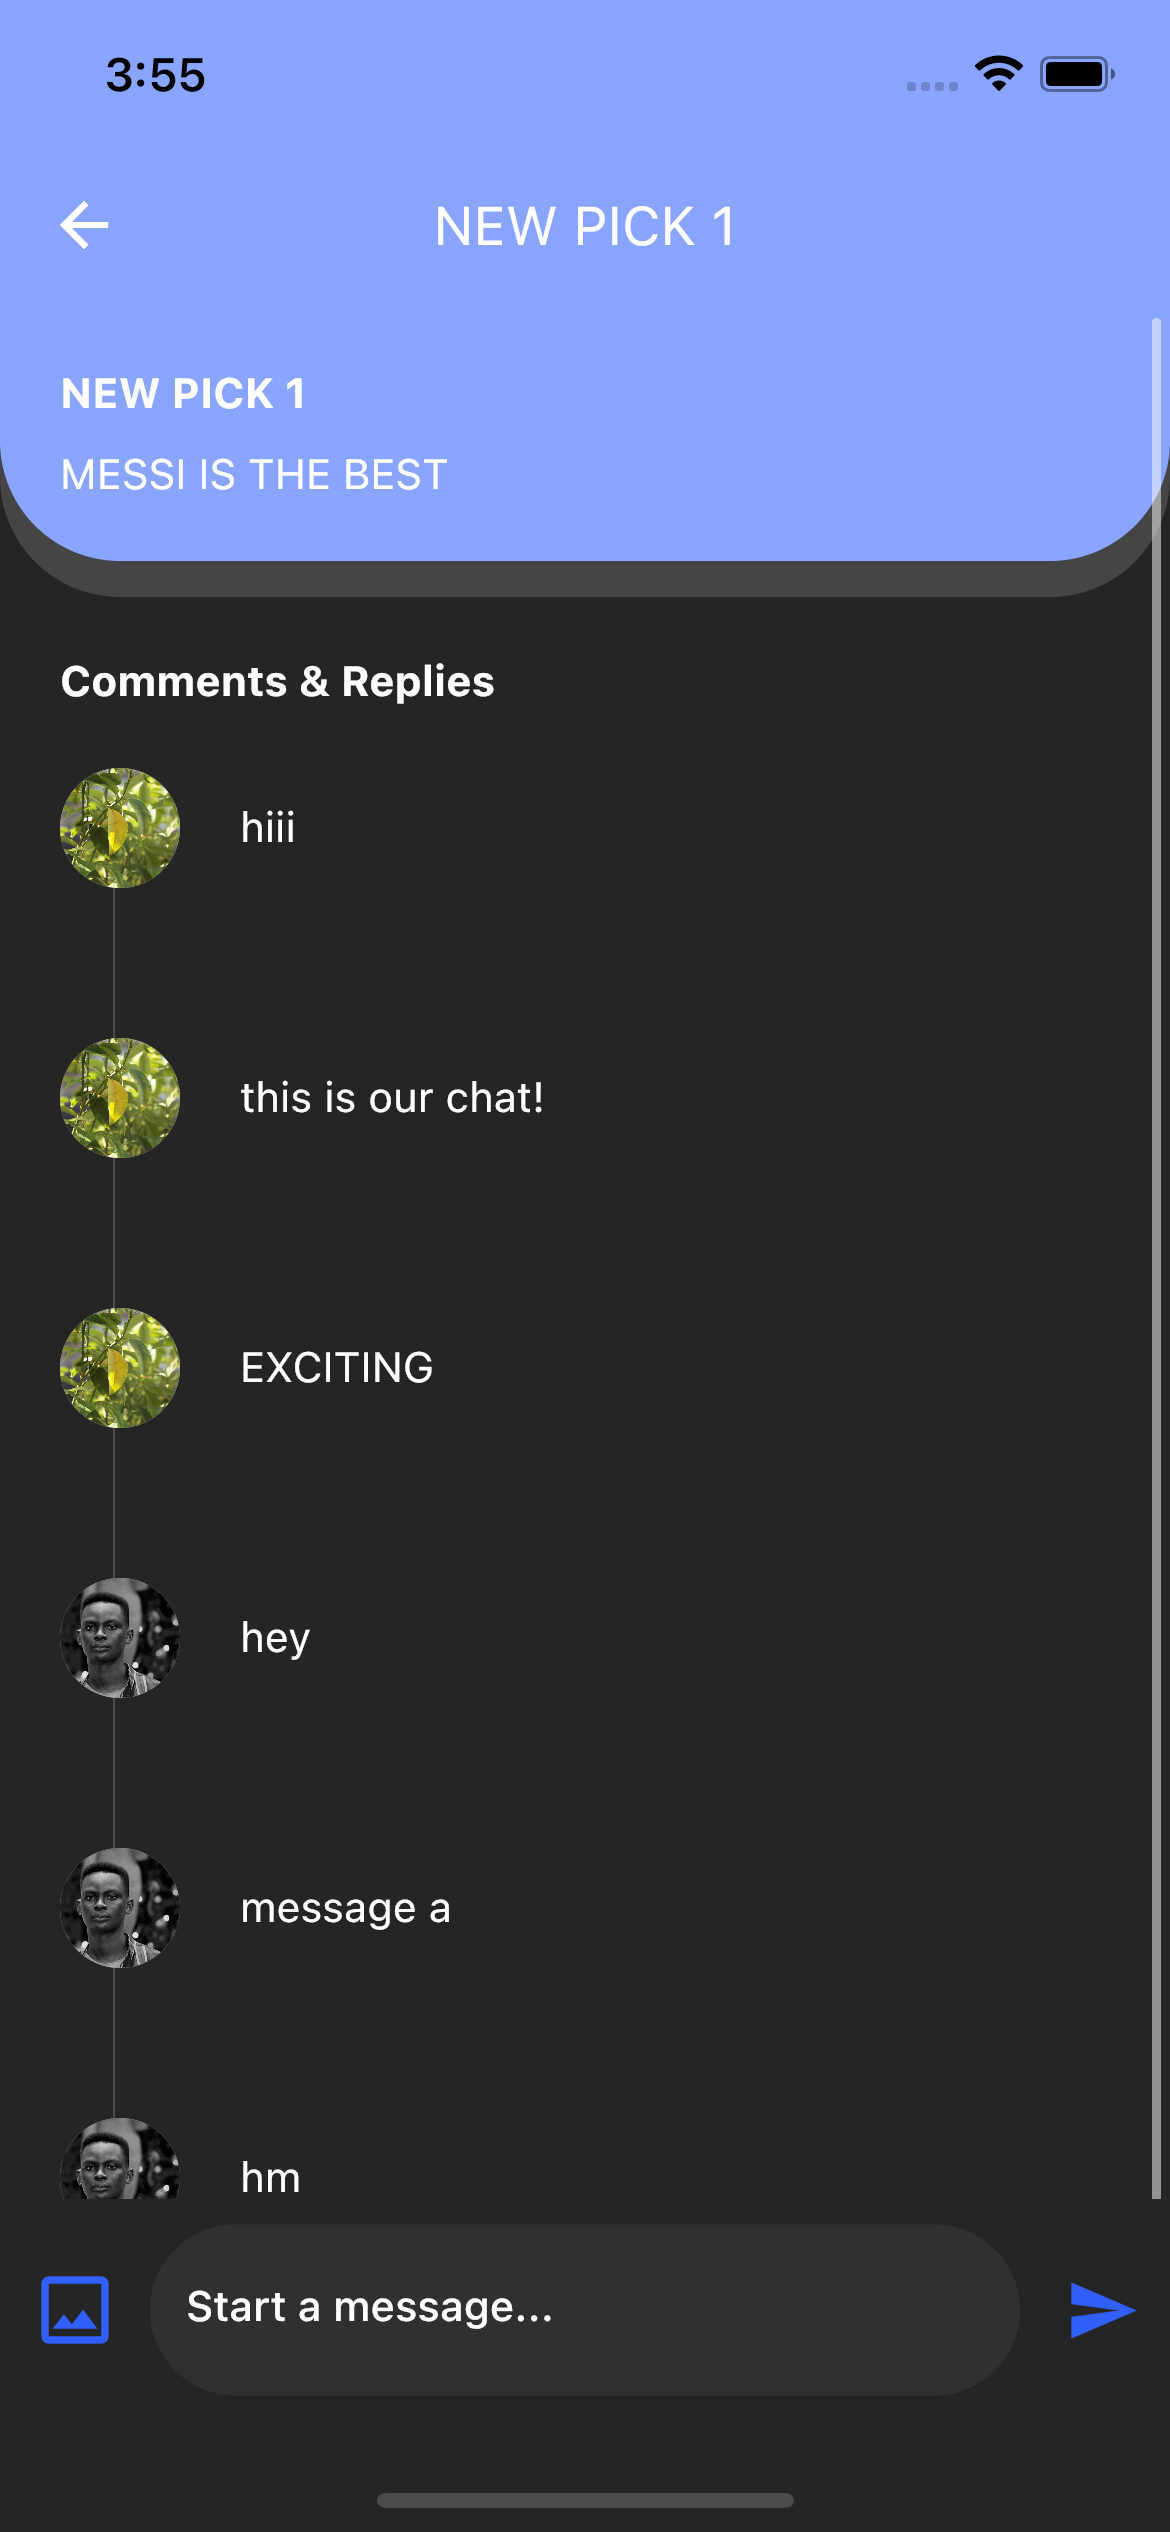 3:55
NEW PICK 1
NEW PICK 1
MESSI IS THE BEST
Comments & Replies
hiii
this is our chat!
EXCITING
hey
message a
hm
Start a message...